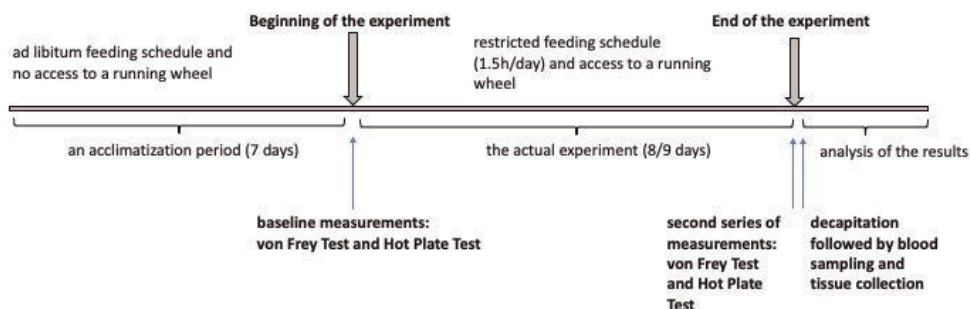 Beginning of the experiment
End of the experiment
ad libitum feeding schedule and
no access to a running wheel
restricted feeding schedule
(1.5h/day) and access to a running
wheel
an acclimatization period (7 days)
the actual experiment (8/9 days)
analysis of the results
baseline measurements:
von Frey Test and Hot Plate Test
second series of
measurements:
von Frey Test
and Hot Plate
Test
decapitation
followed by blood
sampling and
tissue collection